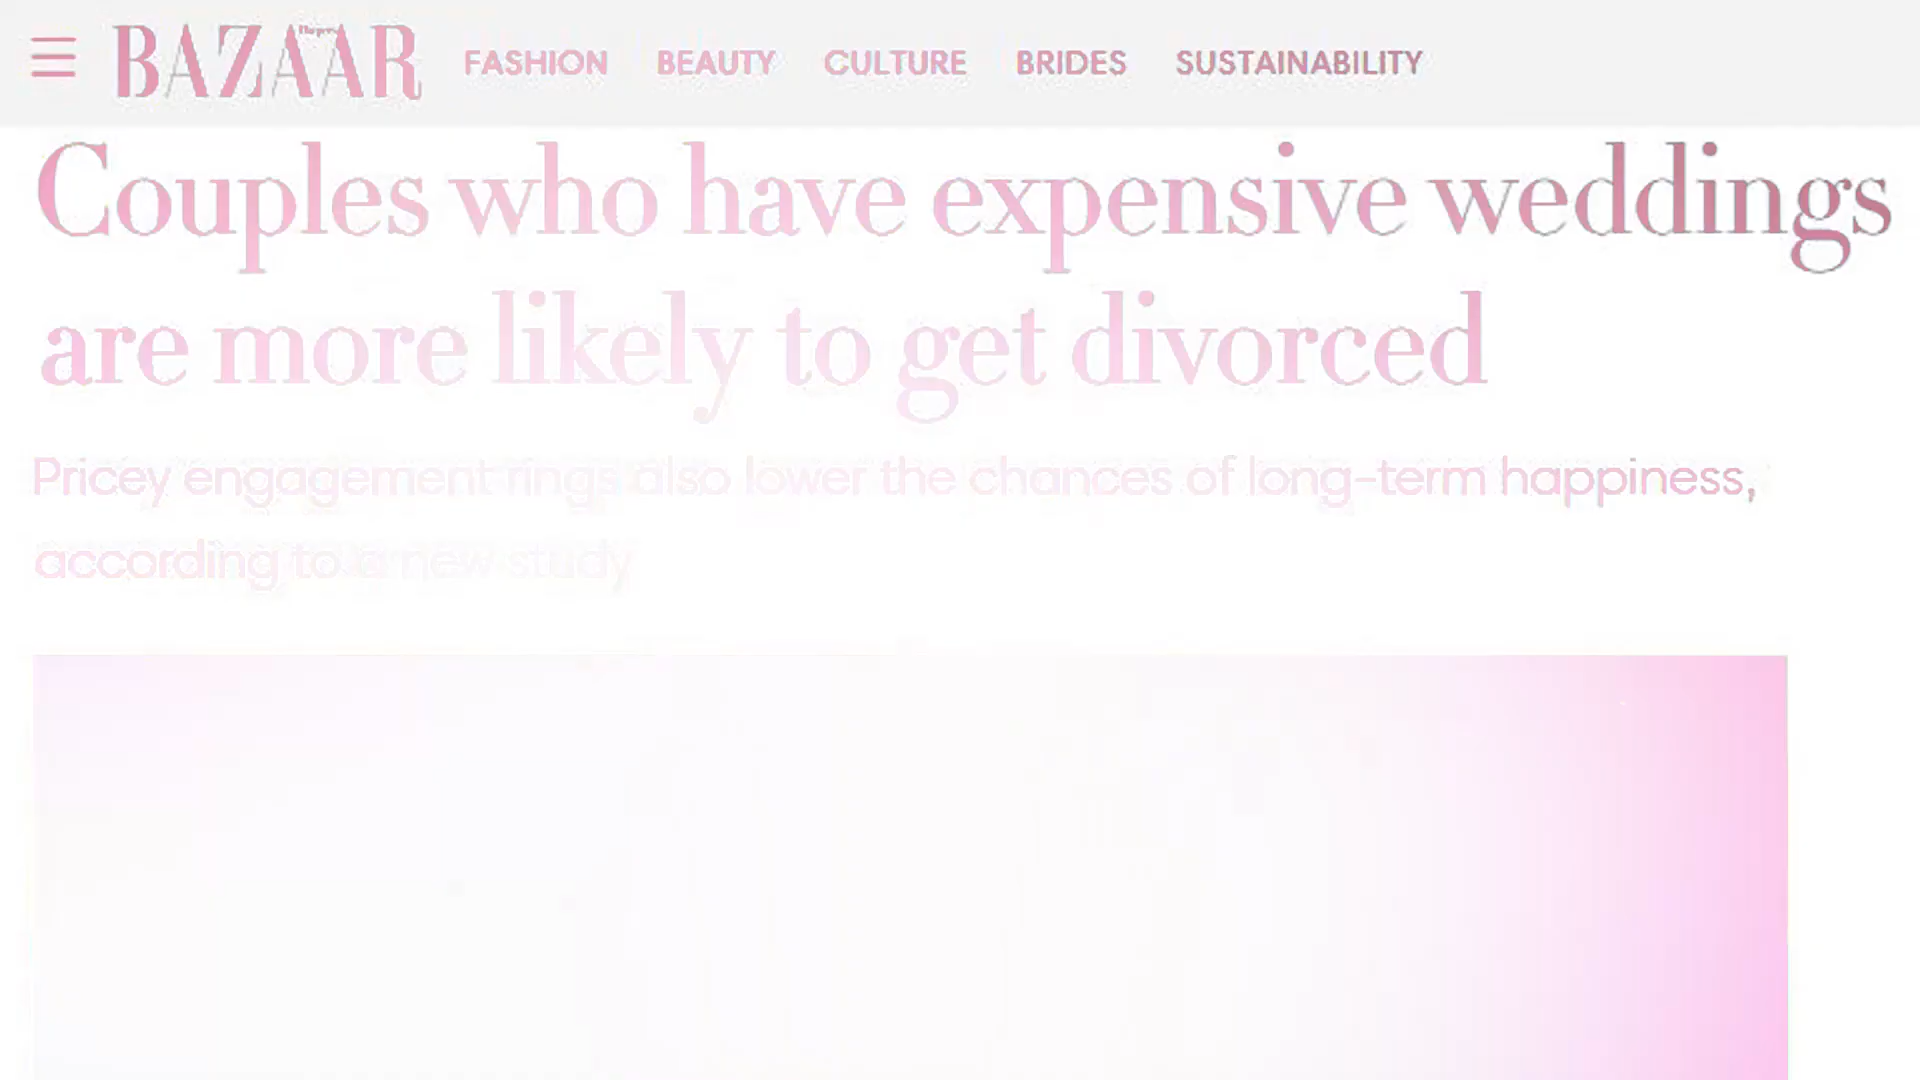 Harper's
BAZAAR FASHION BEAUTY CULTURE BRIDES SUSTAINABILITY
Couples who have expensive weddings
are more likely to get divorced
Pricey engagement rings also lower the chances of long-term happiness,
according to a new study